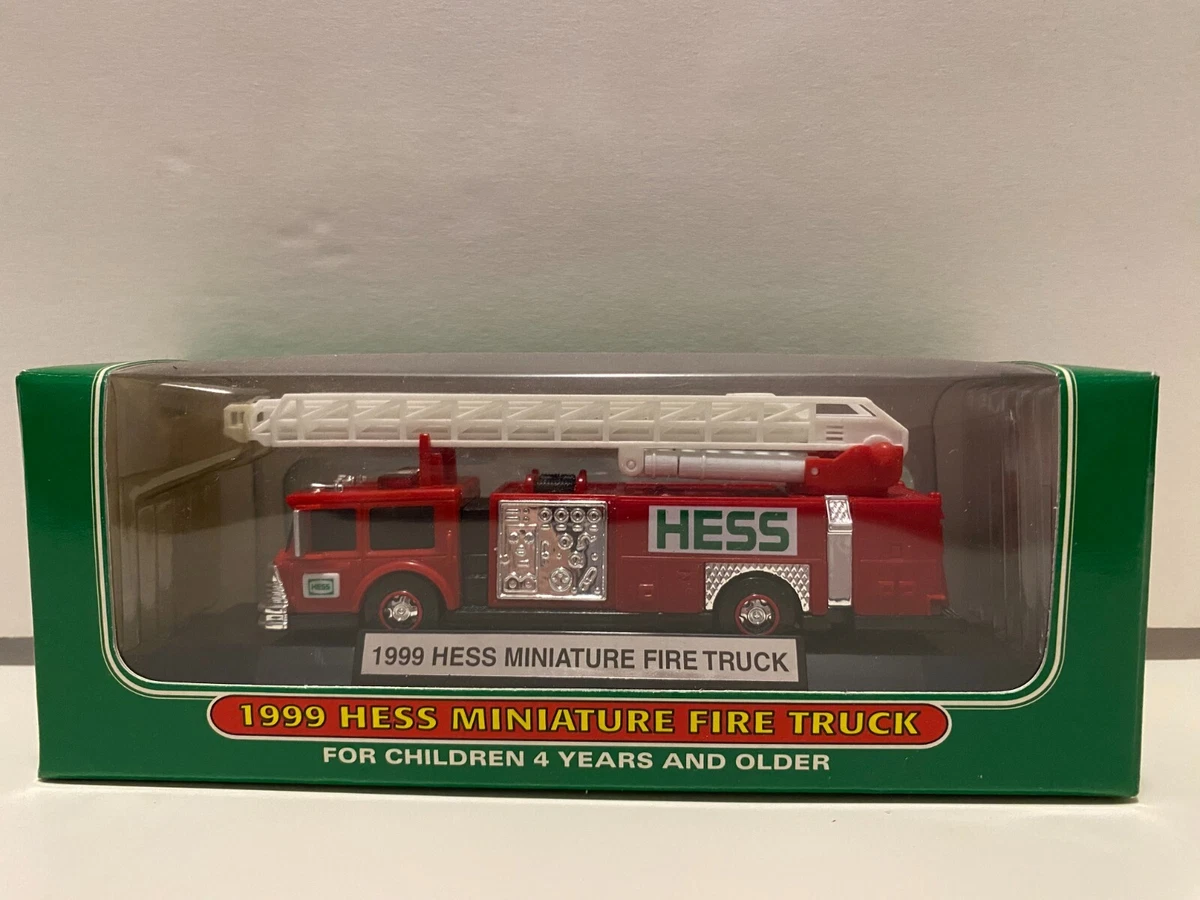 HESS
HESS
1999 HESS MINIATURE FIRE TRUCK
1999 HESS MINIATURE FIRE TRUCK
FOR CHILDREN 4 YEARS AND OLDER